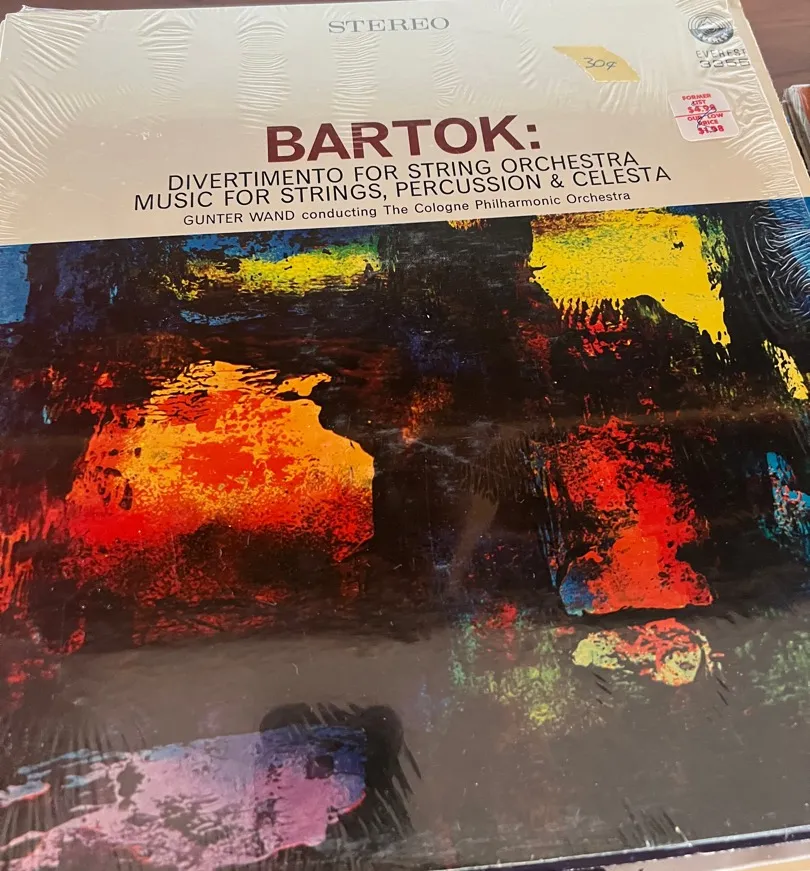 STEREO
EVEREST
3255
30¢
FORMER
LIST
$4.98
OUR LOW
PRICE
$1.98
BARTOK:
DIVERTIMENTO FOR STRING ORCHESTRA
MUSIC FOR STRINGS, PERCUSSION & CELESTA
GUNTER WAND conducting The Cologne Philharmonic Orchestra